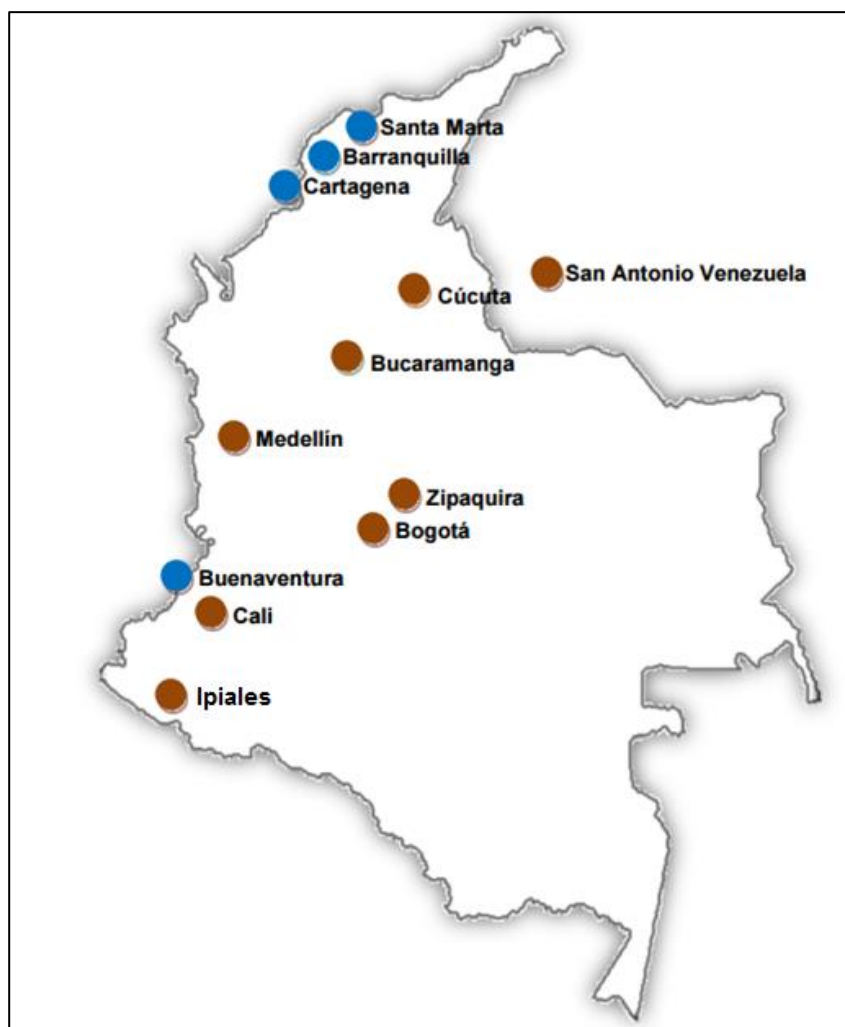 Santa Marta
Barranquilla
Cartagena
San Antonio Venezuela
Cúcuta
Bucaramanga
Medellín
Zipaquira
Bogotá
Buenaventura
Cali
Ipiales